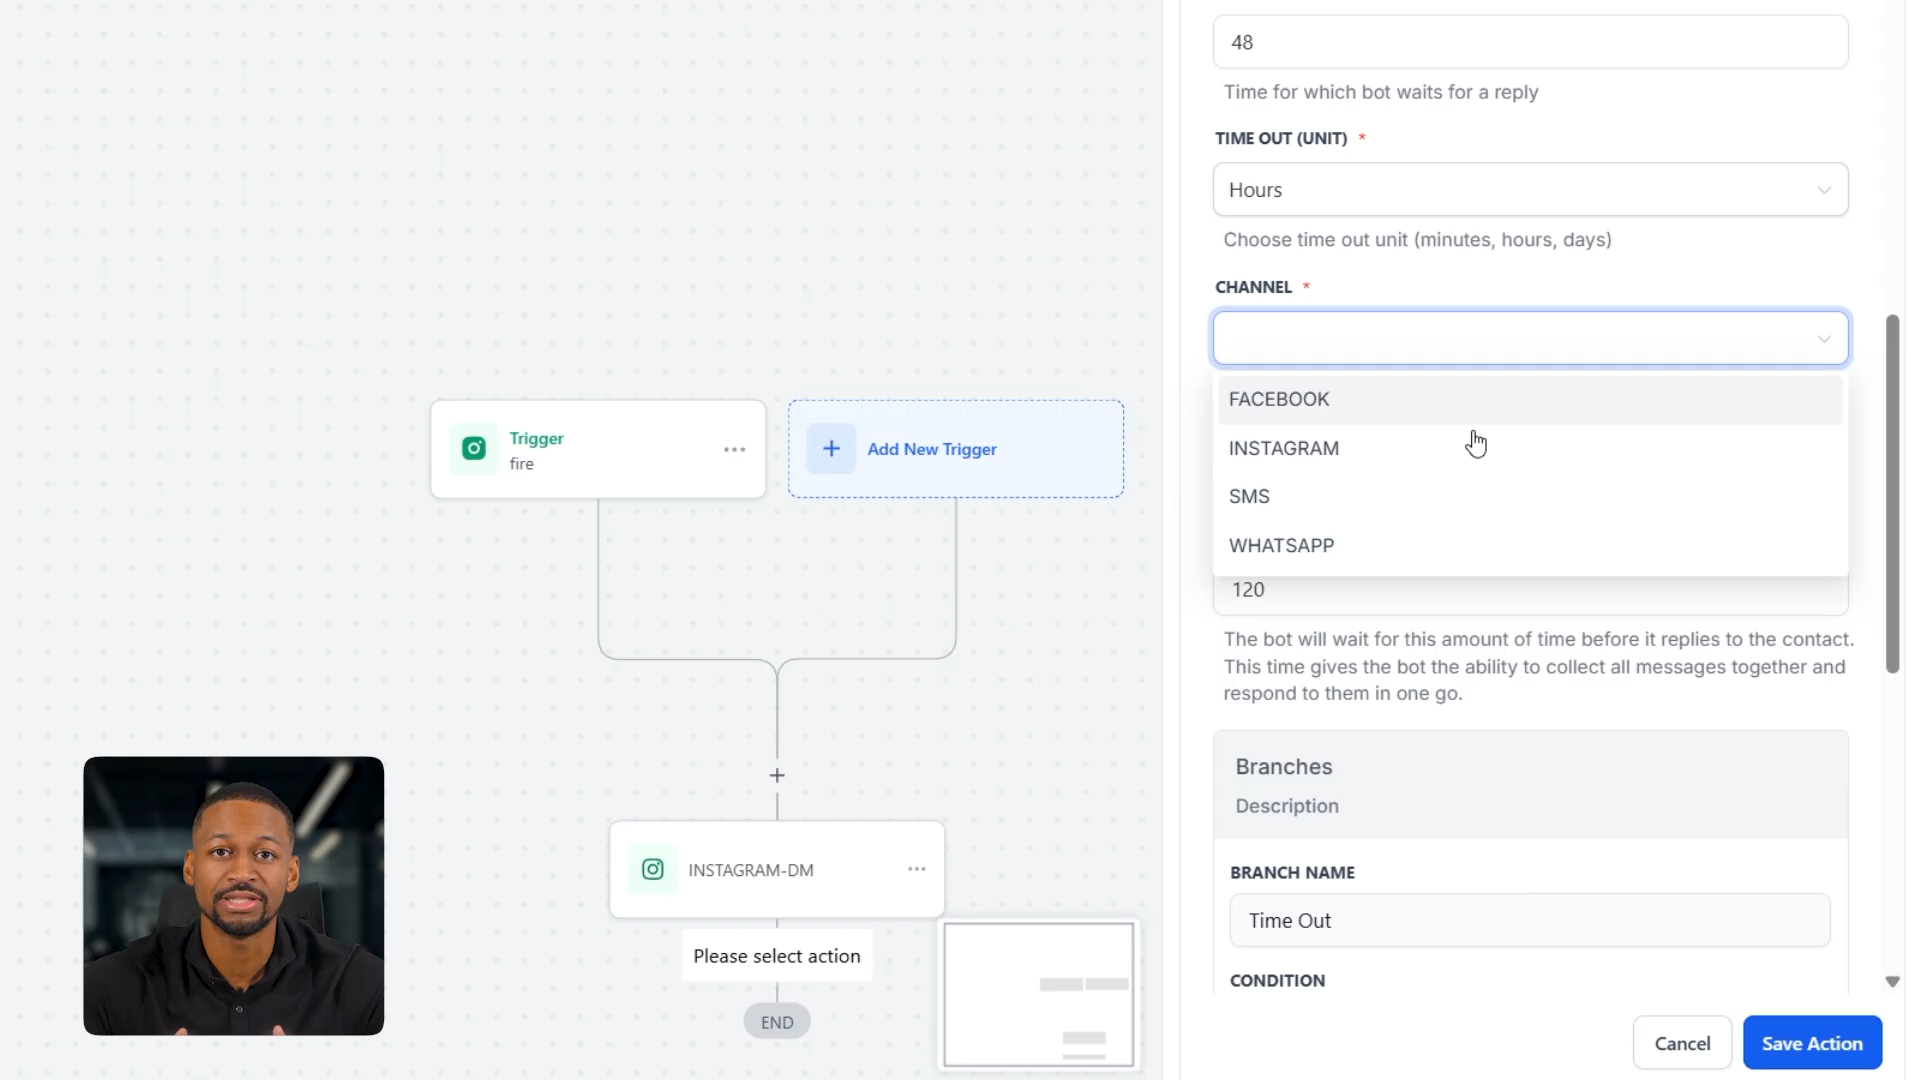 48
Time for which bot waits for a reply
TIME OUT (UNIT) *
Hours
Choose time out unit (minutes, hours, days)
CHANNEL *
FACEBOOK
INSTAGRAM
SMS
WHATSAPP
120
The bot will wait for this amount of time before it replies to the contact.
This time gives the bot the ability to collect all messages together and
respond to them in one go.
Branches
Description
BRANCH NAME
Time Out
CONDITION
Cancel
Save Action
Trigger
fire
Add New Trigger
INSTAGRAM-DM
Please select action
END